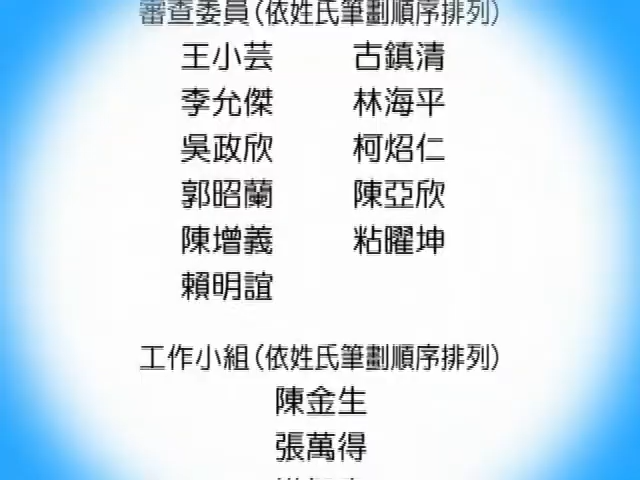 審查委員(依姓氏筆劃順序排列)
王小芸 古鎮清
李允傑 林海平
吳政欣 柯炤仁
郭昭蘭 陳亞欣
陳增義 粘曜坤
賴明誼
工作小組(依姓氏筆劃順序排列)
陳金生
張萬得